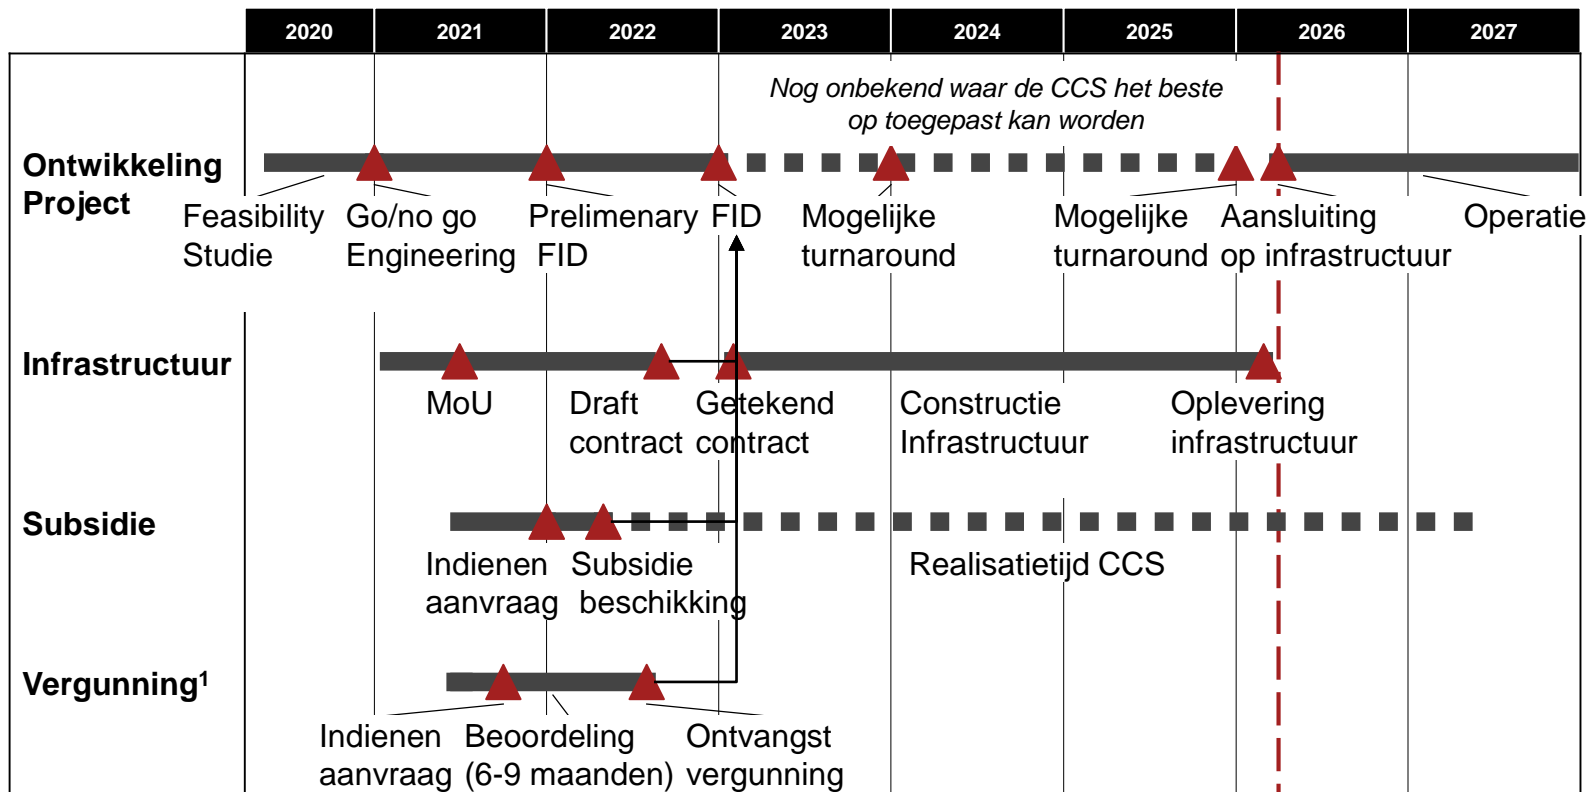 2020 2021 2022 2023 2024 2025 2026 2027
Nog onbekend waar de CCS het beste
op toegepast kan worden
Ontwikkeling
Project
Feasibility
Studie
Go/no go
Engineering
Prelimenary
FID
FID
Mogelijke
turnaround
Mogelijke
turnaround
Aansluiting
op infrastructuur
Operatie
Infrastructuur
MoU
Draft
contract
Getekend
contract
Constructie
Infrastructuur
Oplevering
infrastructuur
Subsidie
Indienen
aanvraag
Subsidie
beschikking
Realisatietijd CCS
Vergunning¹
Indienen
aanvraag
Beoordeling
(6-9 maanden)
Ontvangst
vergunning